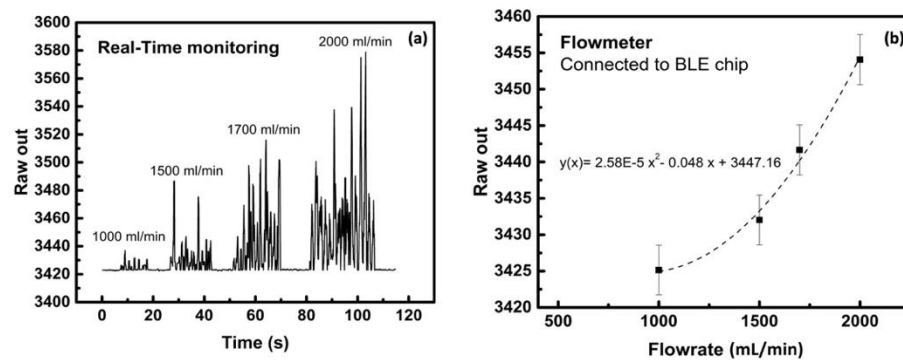 Real-Time monitoring
(a)
2000 ml/min
1700 ml/min
1500 ml/min
1000 ml/min
3600
3580
3560
3540
3520
3500
3480
3460
3440
3420
3400
Raw out
0
20
40
60
80
100
120
Time (s)
Flowmeter
(b)
Connected to BLE chip
y(x)= 2.58E-5 x²- 0.048 x + 3447.16
3460
3455
3450
3445
3440
3435
3430
3425
3420
Raw out
500
1000
1500
2000
Flowrate (mL/min)